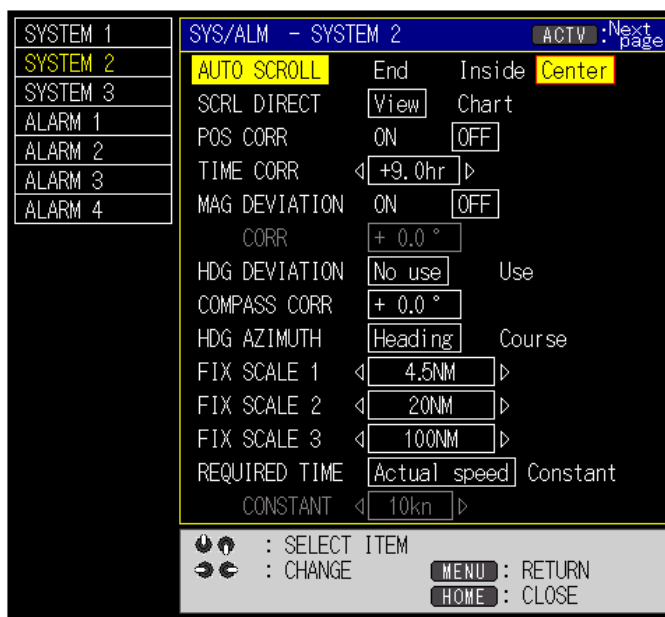 SYSTEM 1
SYSTEM 2
SYSTEM 3
ALARM 1
ALARM 2
ALARM 3
ALARM 4
SYS/ALM - SYSTEM 2 ACTV :Next page
AUTO SCROLL End Inside Center
SCRL DIRECT View Chart
POS CORR ON OFF
TIME CORR +9.0hr
MAG DEVIATION ON OFF
CORR + 0.0 °
HDG DEVIATION No use Use
COMPASS CORR + 0.0 °
HDG AZIMUTH Heading Course
FIX SCALE 1 4.5NM
FIX SCALE 2 20NM
FIX SCALE 3 100NM
REQUIRED TIME Actual speed Constant
CONSTANT 10kn
: SELECT ITEM
: CHANGE MENU : RETURN
HOME : CLOSE